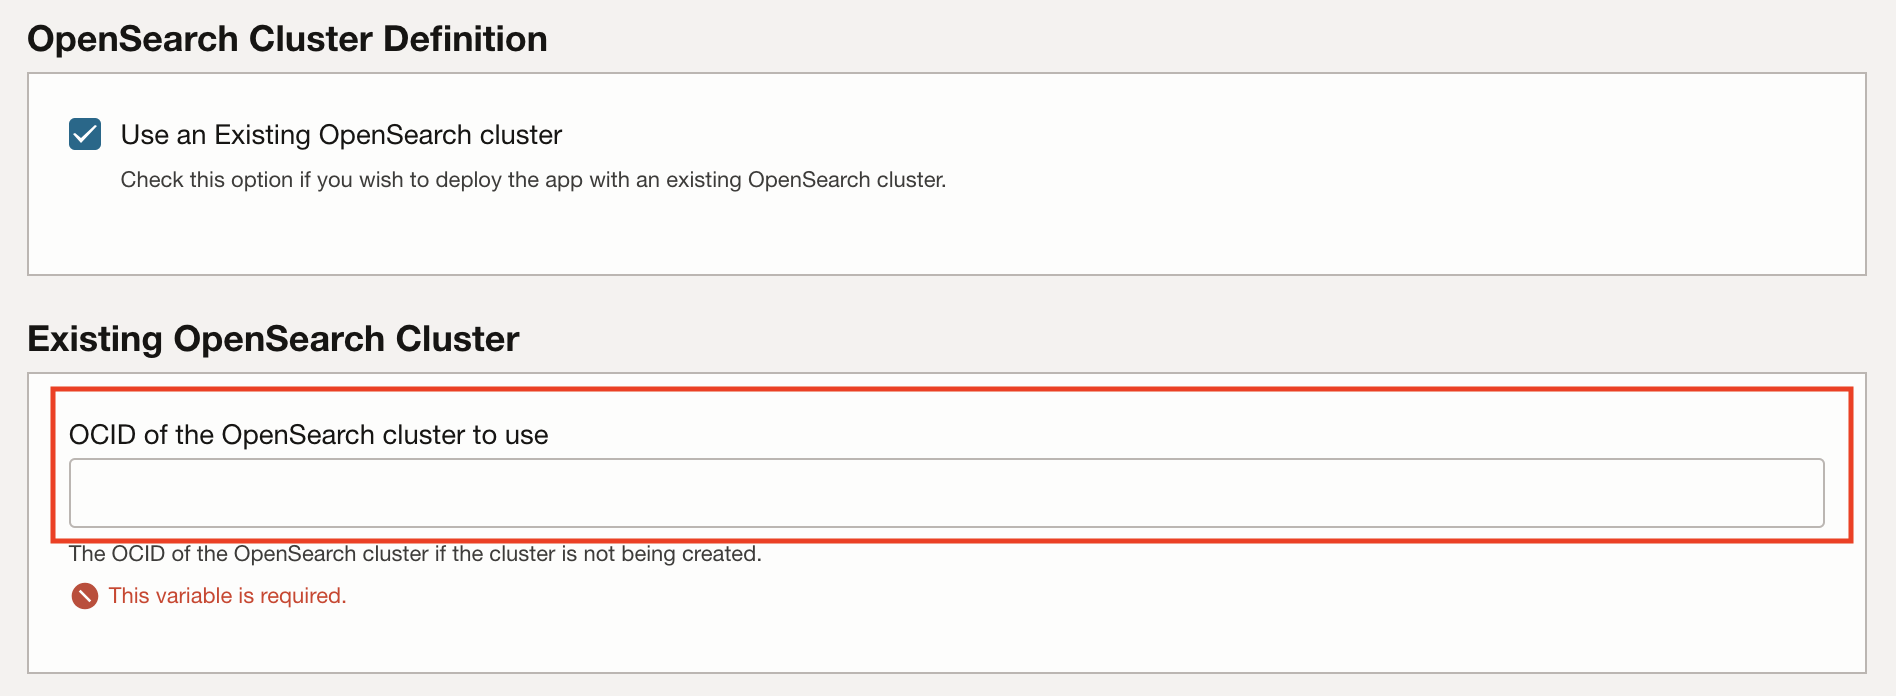 OpenSearch Cluster Definition
Use an Existing OpenSearch cluster
Check this option if you wish to deploy the app with an existing OpenSearch cluster.
Existing OpenSearch Cluster
OCID of the OpenSearch cluster to use
The OCID of the OpenSearch cluster if the cluster is not being created.
This variable is required.